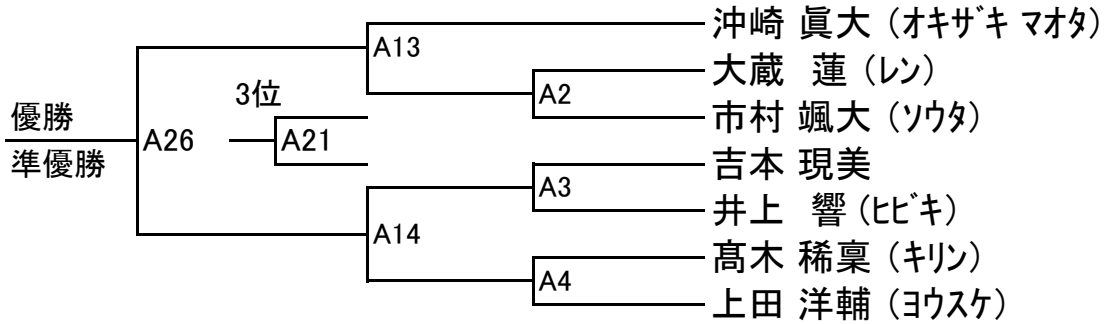 沖崎 眞大 (オキザキ マオタ)
A13
大蔵 蓮 (レン)
A2
3位
市村 颯大 (ソウタ)
優勝
A26
A21
準優勝
吉本 現美
A3
井上 響 (ヒビキ)
A14
髙木 稀稟 (キリン)
A4
上田 洋輔 (ヨウスケ)